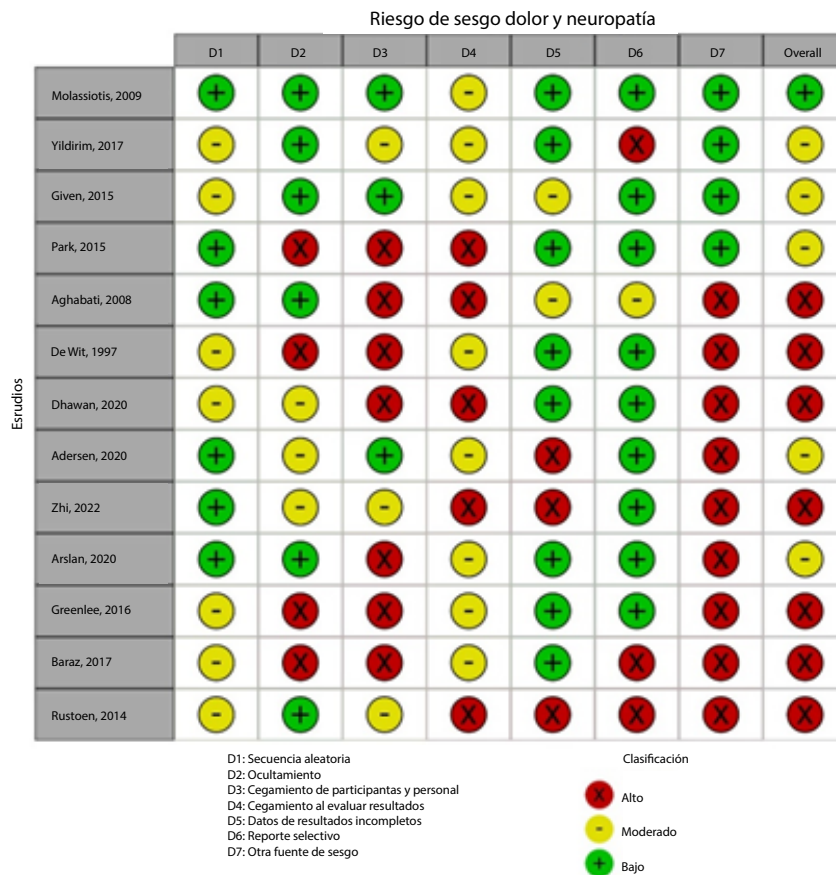 Riesgo de sesgo dolor y neuropatía
D1 D2 D3 D4 D5 D6 D7 Overall
Esrudios
Molassiotis, 2009 + + + - + + + +
Yildirim, 2017 - + - - + X + -
Given, 2015 - + + - - + + -
Park, 2015 + X X X + + + -
Aghabati, 2008 + + X X - - X X
De Wit, 1997 - X X - + + X X
Dhawan, 2020 - - X X + + X X
Adersen, 2020 + - + - X + X -
Zhi, 2022 + - - X X + X X
Arslan, 2020 + + X - + + X -
Greenlee, 2016 - X X - + + X X
Baraz, 2017 - X X - + X X X
Rustoen, 2014 - + - X X X X X
D1: Secuencia aleatoria
D2: Ocultamiento
D3: Cegamiento de participantas y personal
D4: Cegamiento al evaluar resultados
D5: Datos de resultados incompletos
D6: Reporte selectivo
D7: Otra fuente de sesgo
Clasificación
X Alto
- Moderado
+ Bajo